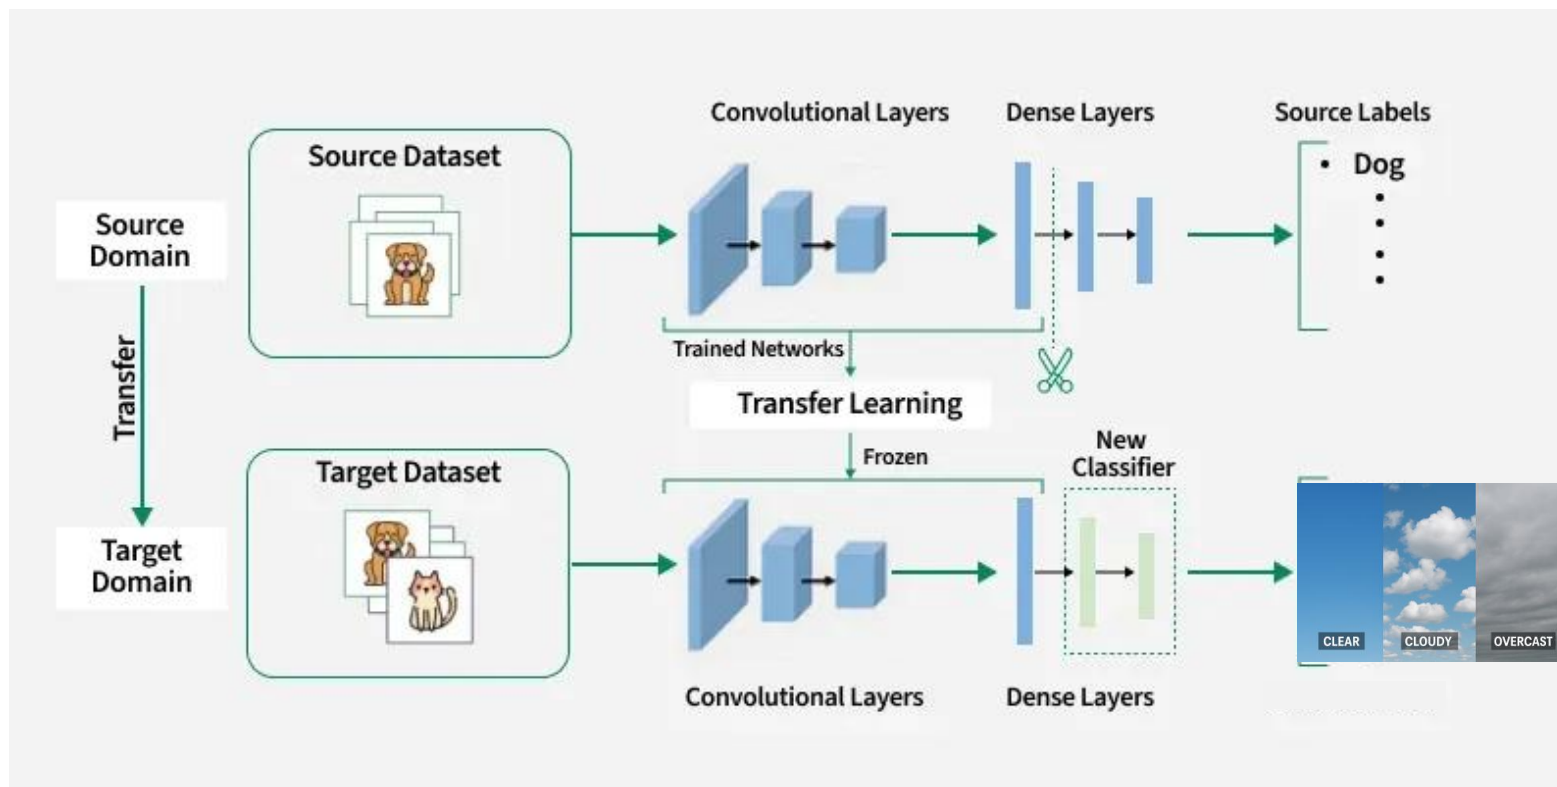 Convolutional Layers
Dense Layers
Source Labels
Source Dataset
• Dog
•
•
•
•
Source
Domain
Transfer
Trained Networks
Transfer Learning
Frozen
New
Classifier
Target Dataset
Target
Domain
CLEAR
CLOUDY
OVERCAST
Convolutional Layers
Dense Layers